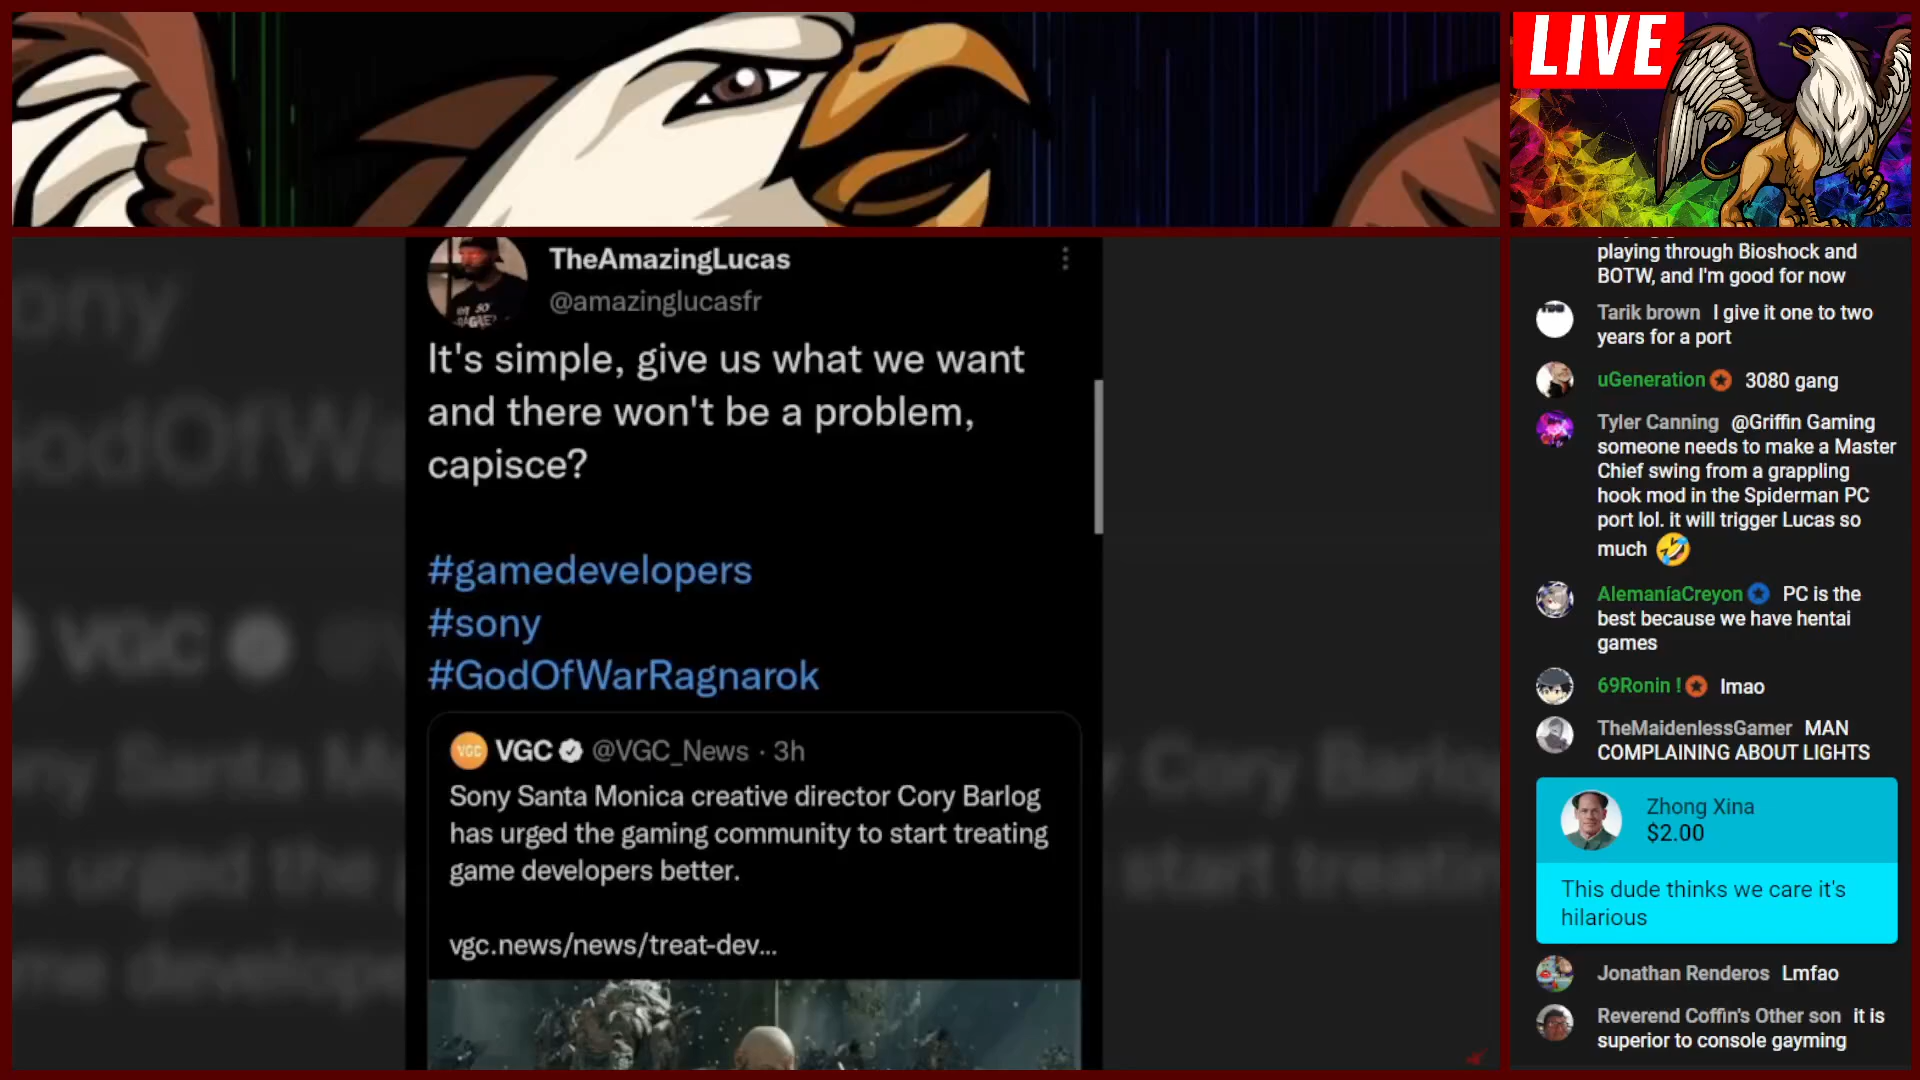 LIVE
TheAmazingLucas
@amazinglucasfr
It's simple, give us what we want
and there won't be a problem,
capisce?
#gamedevelopers
#sony
#GodOfWarRagnarok
VGC @VGC_News · 3h
Sony Santa Monica creative director Cory Barlog
has urged the gaming community to start treating
game developers better.
vgc.news/news/treat-dev...
playing through Bioshock and
BOTW, and I'm good for now
Tarik brown I give it one to two
years for a port
uGeneration 3080 gang
Tyler Canning @Griffin Gaming
someone needs to make a Master
Chief swing from a grappling
hook mod in the Spiderman PC
port lol. it will trigger Lucas so
much 🤣
AlemaníaCreyon PC is the
best because we have hentai
games
69Ronin ! lmao
TheMaidenlessGamer MAN
COMPLAINING ABOUT LIGHTS
Zhong Xina
$2.00
This dude thinks we care it's
hilarious
Jonathan Renderos Lmfao
Reverend Coffin's Other son it is
superior to console gayming